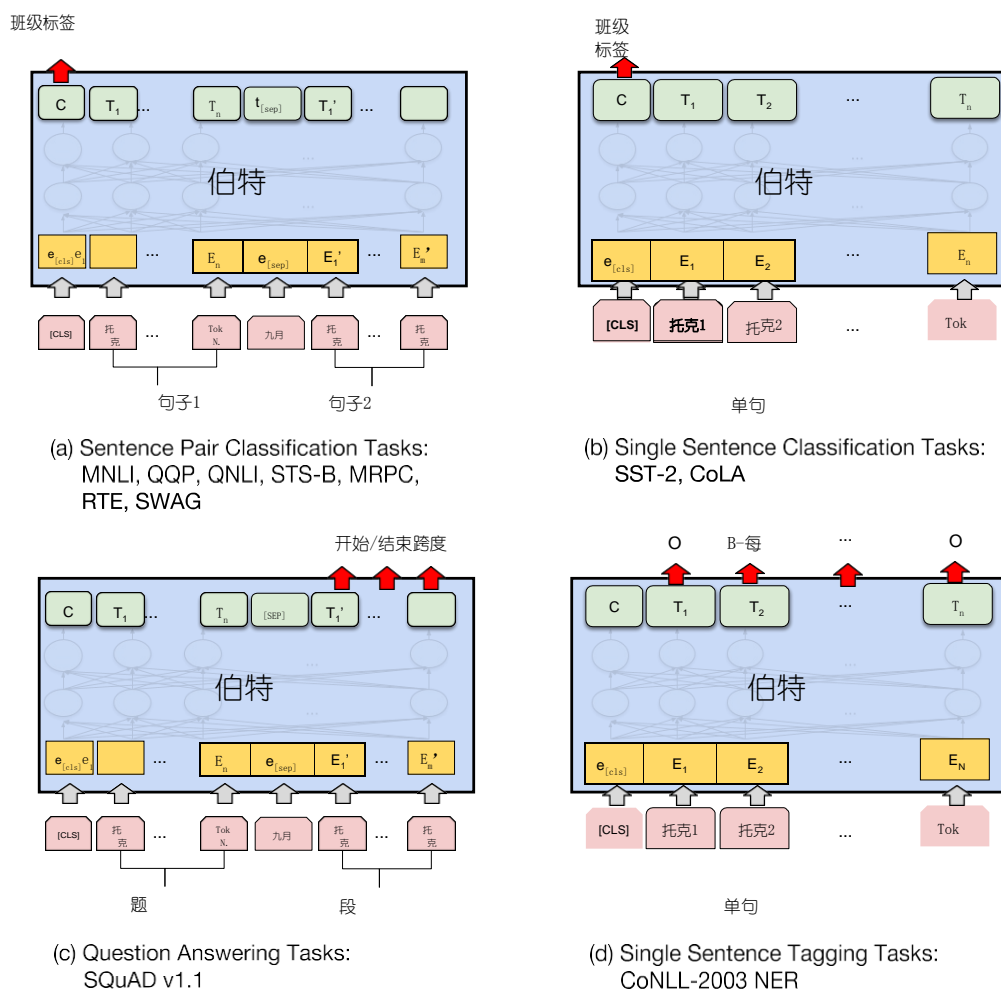 班级标签
C T₁ ... Tₙ t[sep] T₁' ...
...
伯特
...
e[cls]e₁ ... Eₙ e[sep] E₁' ... Eₘ'
[CLS] 托克 ... Tok N. 九月 托克 ... 托克
句子1 句子2
(a) Sentence Pair Classification Tasks:
MNLI, QQP, QNLI, STS-B, MRPC,
RTE, SWAG
班级
标签
C T₁ T₂ ... Tₙ
...
伯特
...
e[cls] E₁ E₂ ... Eₙ
[CLS] 托克1 托克2 ... Tok
单句
(b) Single Sentence Classification Tasks:
SST-2, CoLA
开始/结束跨度
C T₁ ... Tₙ [SEP] T₁' ...
...
伯特
...
e[cls]e₁ ... Eₙ e[sep] E₁' ... Eₘ'
[CLS] 托克 ... Tok N. 九月 托克 ... 托克
题 段
(c) Question Answering Tasks:
SQuAD v1.1
O B-每 ... O
C T₁ T₂ ... Tₙ
...
伯特
...
e[cls] E₁ E₂ ... E_N
[CLS] 托克1 托克2 ... Tok
单句
(d) Single Sentence Tagging Tasks:
CoNLL-2003 NER